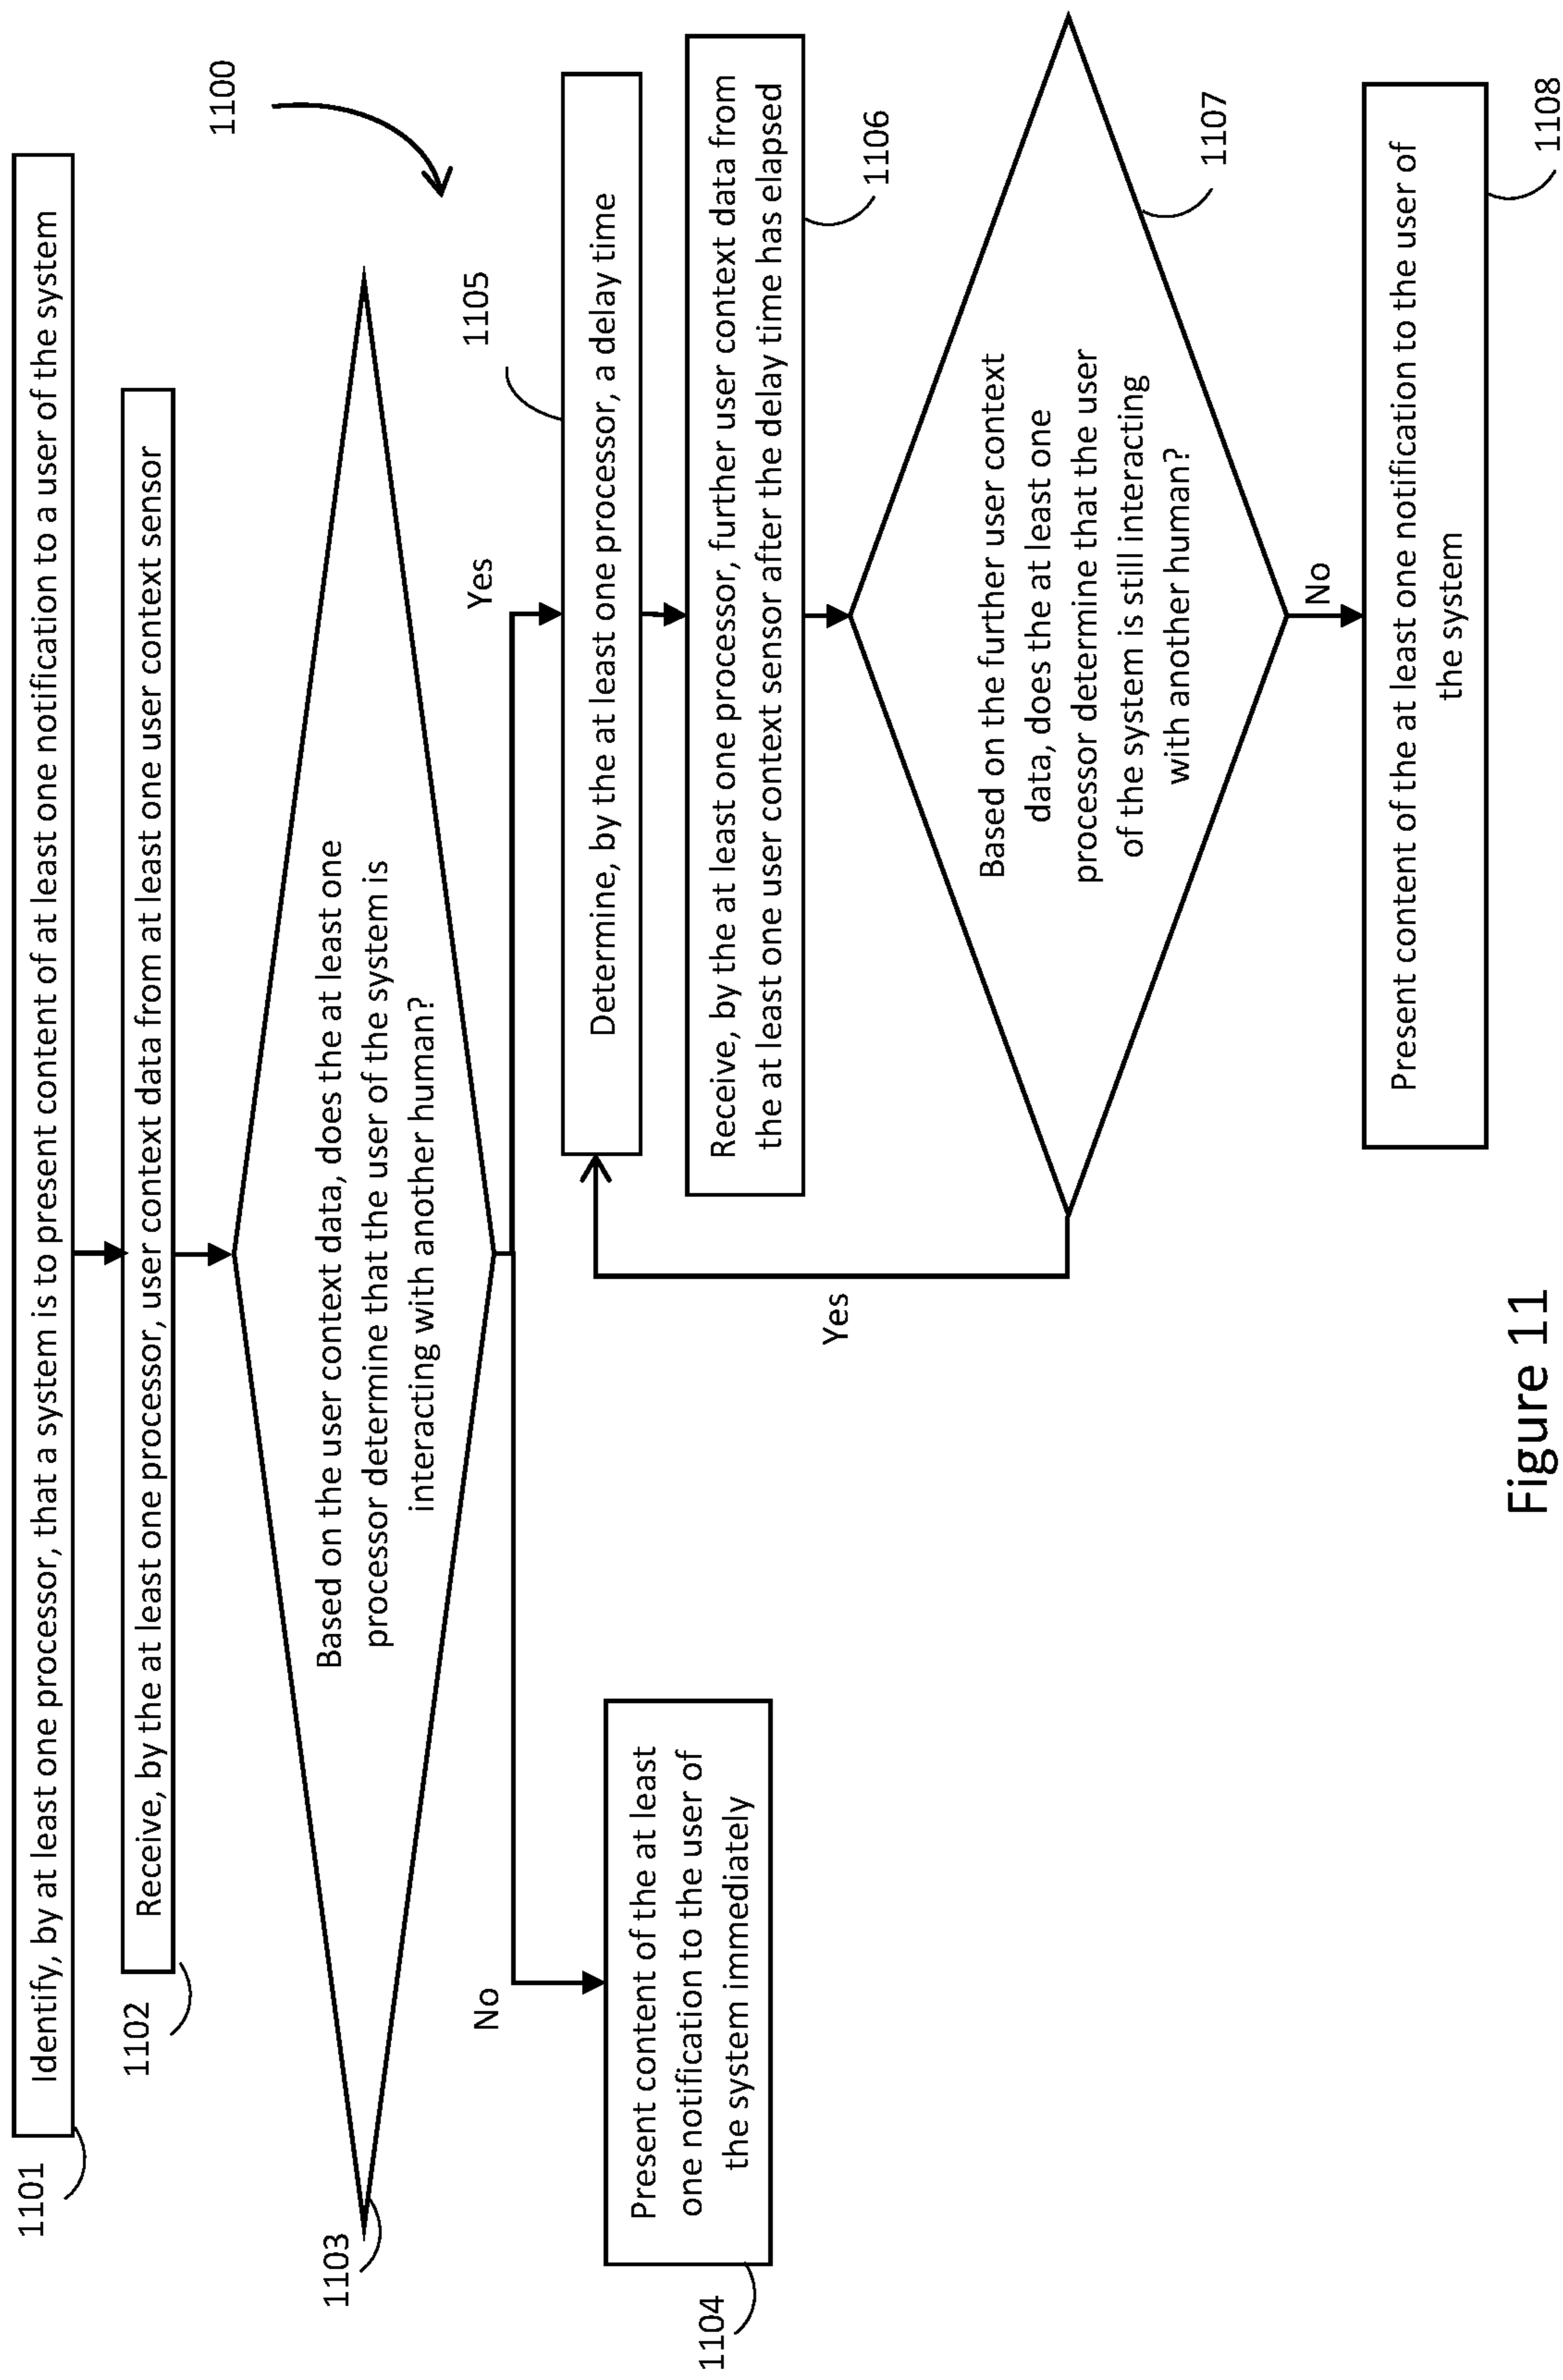 1100
1101
Identify, by at least one processor, that a system is to present content of at least one notification to a user of the system
1102
Receive, by the at least one processor, user context data from at least one user context sensor
1103
Based on the user context data, does the at least one
processor determine that the user of the system is
interacting with another human?
No
Yes
1104
Present content of the at least
one notification to the user of
the system immediately
1105
Determine, by the at least one processor, a delay time
Receive, by the at least one processor, further user context data from
the at least one user context sensor after the delay time has elapsed
1106
Based on the further user context
data, does the at least one
processor determine that the user
of the system is still interacting
with another human?
1107
Yes
No
Present content of the at least one notification to the user of
the system
1108
Figure 11